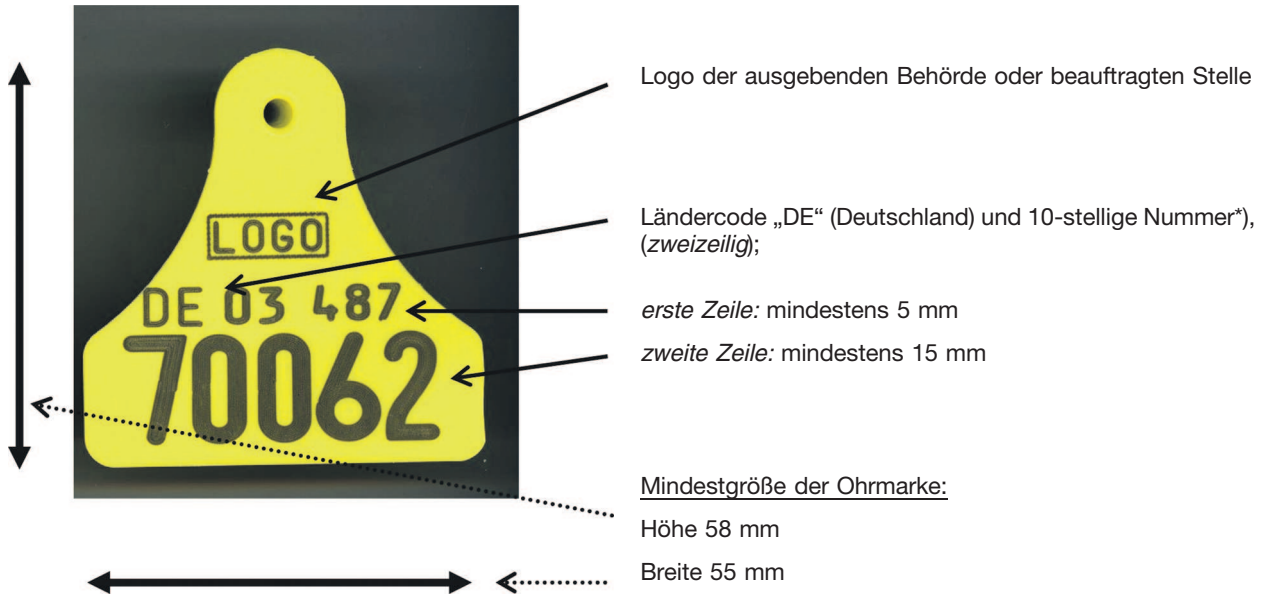 Logo der ausgebenden Behörde oder beauftragten Stelle
LOGO
Ländercode „DE“ (Deutschland) und 10-stellige Nummer*),
(zweizeilig);
DE 03 487
erste Zeile: mindestens 5 mm
70062
zweite Zeile: mindestens 15 mm
Mindestgröße der Ohrmarke:
Höhe 58 mm
Breite 55 mm